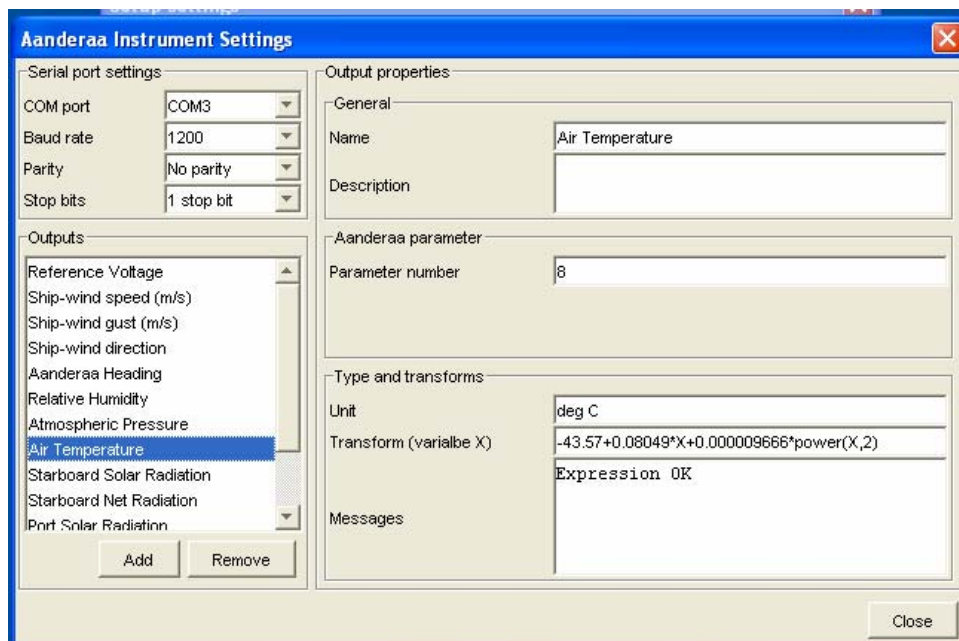 Setup settings
Aanderaa Instrument Settings
Serial port settings
COM port COM3
Baud rate 1200
Parity No parity
Stop bits 1 stop bit
Outputs
Reference Voltage
Ship-wind speed (m/s)
Ship-wind gust (m/s)
Ship-wind direction
Aanderaa Heading
Relative Humidity
Atmospheric Pressure
Air Temperature
Starboard Solar Radiation
Starboard Net Radiation
Port Solar Radiation
Add Remove
Output properties
General
Name Air Temperature
Description
Aanderaa parameter
Parameter number 8
Type and transforms
Unit deg C
Transform (varialbe X) -43.57+0.08049*X+0.000009666*power(X,2)
Expression OK
Messages
Close